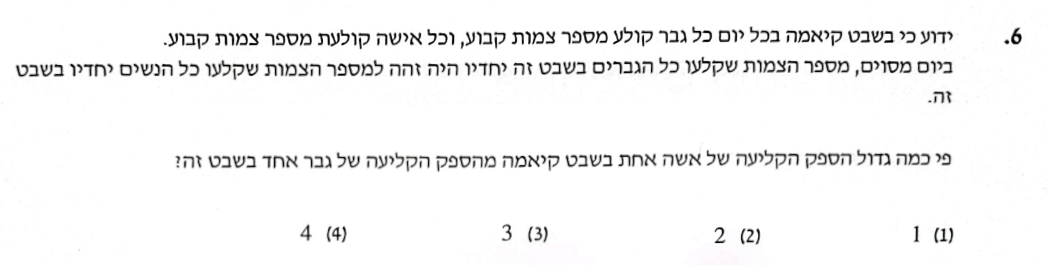 6. ידוע כי בשבט קיאמה בכל יום כל גבר קולע מספר צמות קבוע, וכל אישה קולעת מספר צמות קבוע.
ביום מסוים, מספר הצמות שקלעו כל הגברים בשבט זה יחדיו היה זהה למספר הצמות שקלעו כל הנשים יחדיו בשבט
זה.
פי כמה גדול הספק הקליעה של אשה אחת בשבט קיאמה מהספק הקליעה של גבר אחד בשבט זה?
(1) 1 (2) 2 (3) 3 (4) 4